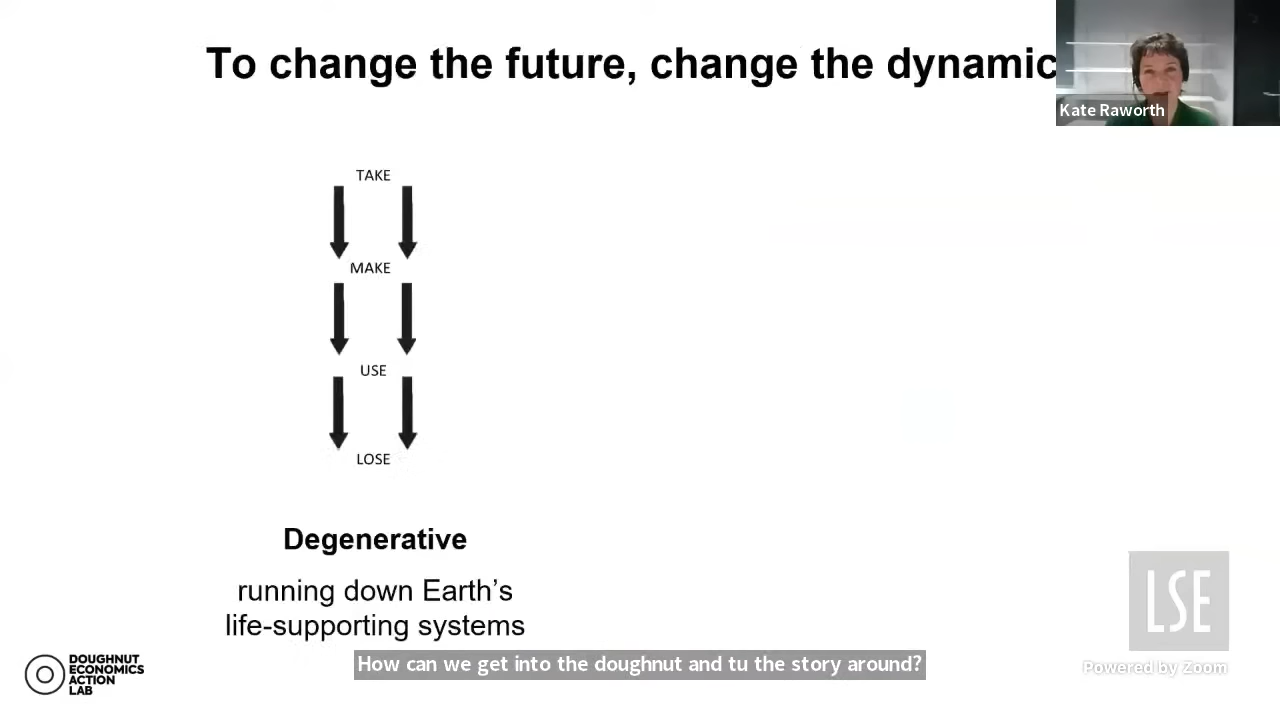 To change the future, change the dynamic
Kate Raworth
TAKE
MAKE
USE
LOSE
Degenerative
running down Earth’s
life-supporting systems
How can we get into the doughnut and tu the story around?
DOUGHNUT
ECONOMICS
ACTION
LAB
LSE
Powered by Zoom